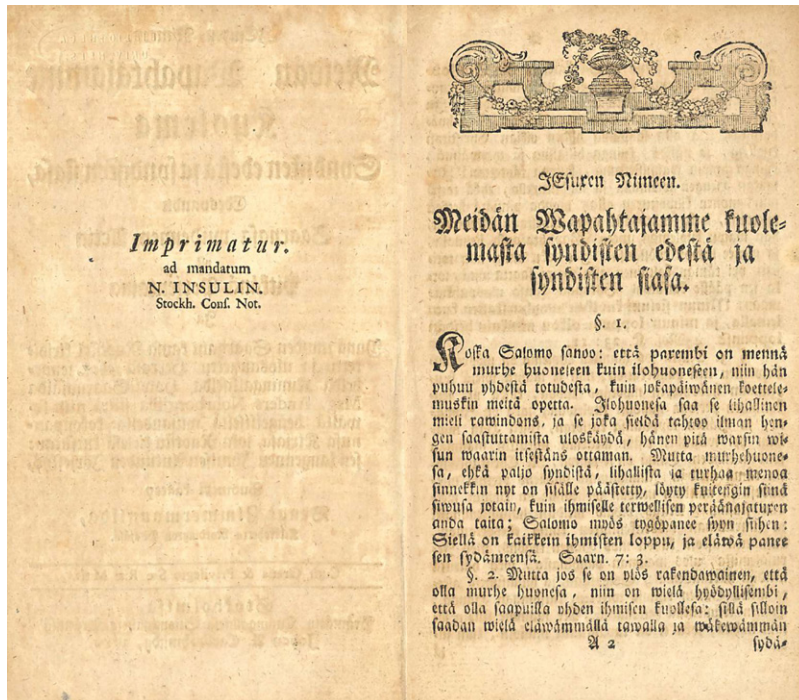 Imprimatur.
ad mandatum
N. INSULIN.
Stockh. Conſ. Not.
JEſuxen Nimeen.
Meidän Wapahtajamme kuole-
maſta ſyndiſten edeſtä ja
ſyndiſten ſiaſa.
§. 1.
Koſka Salomo ſanoo: että parembi on mennä
murhe huoneſeen kuin ilohuoneſeen, niin hän
puhuu yhdeſtä totudeſta, kuin jokapäiwänen koettele-
muſkin meitä opetta. Ilohuoneſa ſaa ſe lihallinen
mieli rawindons, ja ſe joka ſieldä tahtoo ilman hen-
gen ſaaſtuttamiſta uloskäydä, hänen pitä warſin wi-
ſun waarin itſeſtäns ottaman. Mutta murhehuone-
ſa, ehkä paljo ſyndiſtä, lihalliſta ja turhaa menoa
ſinnekkin nyt on ſiſälle pääſtetty, löyty kuitengin ſiinä
ſiwuſa jotain, kuin ihmiſelle terwelliſen peräänajatuxen
anda taita; Salomo myös tygöpanee ſyyn ſiihen:
Siellä on kaikkein ihmiſten loppu, ja eläwä panee
ſen ſydämeenſä. Saarn. 7: 3.
§. 2. Mutta jos ſe on ylös rakendawainen, että
olla murhe huoneſa, niin on wielä hyödylliſembi,
että olla ſaapuilla yhden ihmiſen kuolleſa; ſillä ſilloin
ſaadan wielä eläwämmällä tawalla ja wäkewämmän
A 2
ſydä-